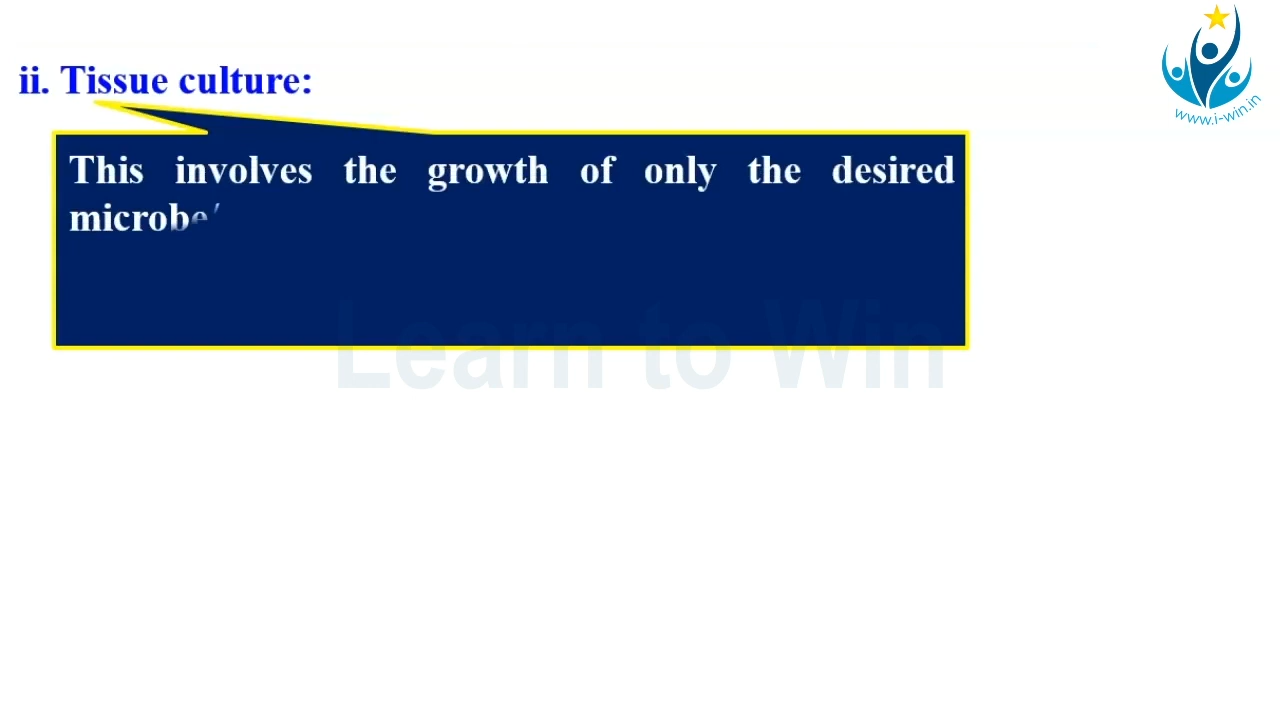 ii. Tissue culture:
This involves the growth of only the desired
Learn to Win
www.i-win.in